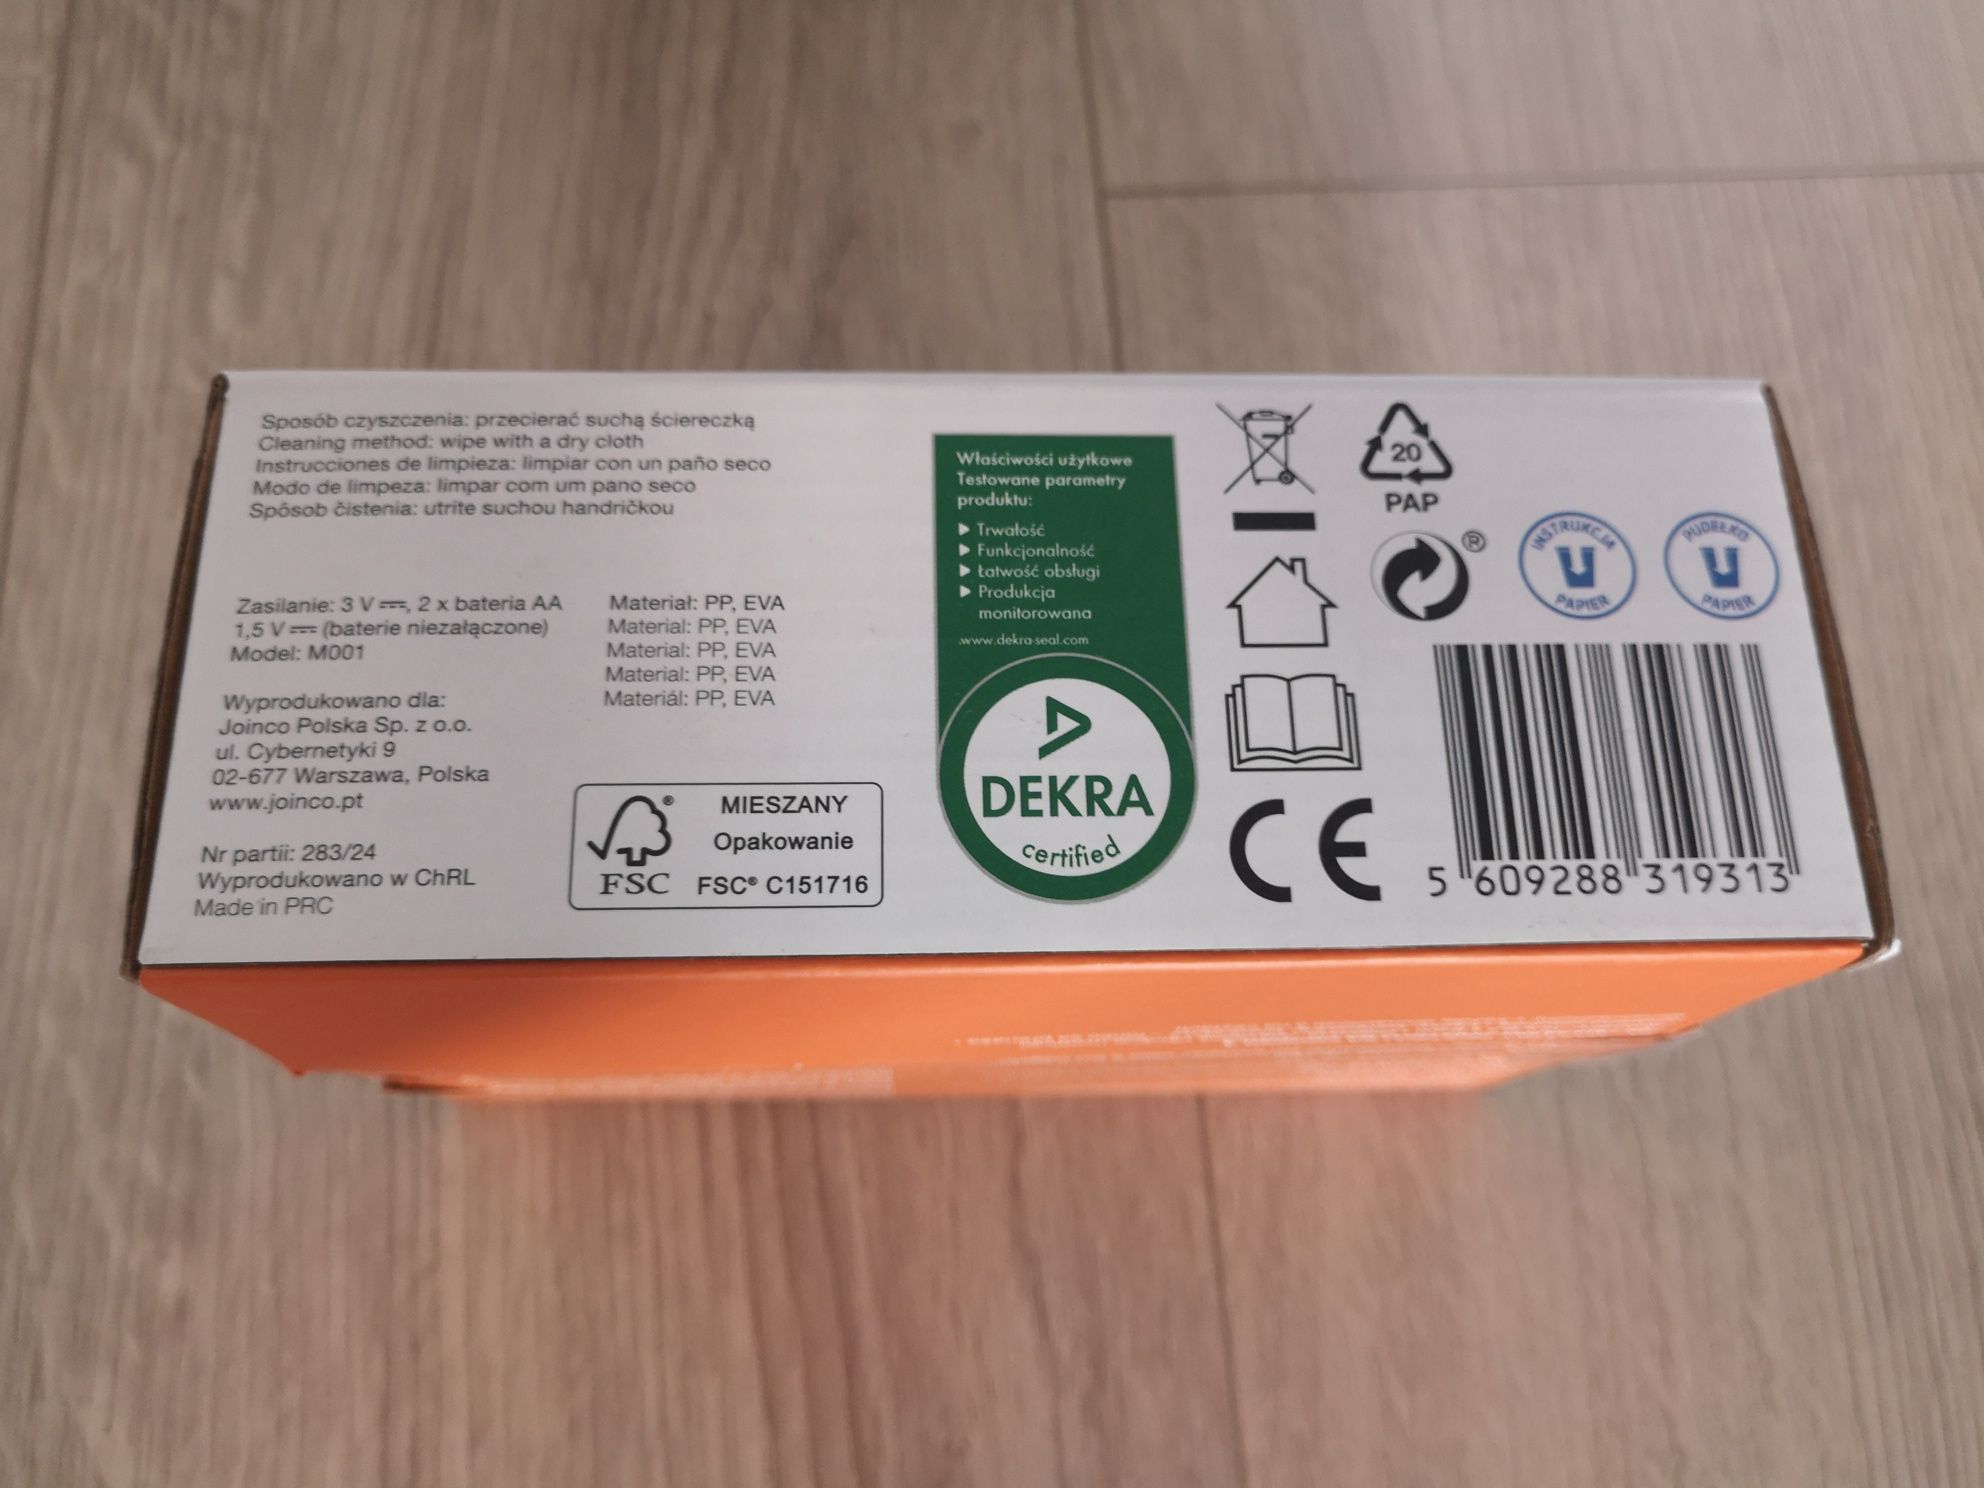 Sposób czyszczenia: przecierać suchą ściereczką
Cleaning method: wipe with a dry cloth
Instrucciones de limpieza: limpiar con un paño seco
Modo de limpeza: limpar com um pano seco
Spôsob čistenia: utrite suchou handričkou
Zasilanie: 3 V ⎓, 2 x bateria AA
1,5 V ⎓ (baterie niezałączone)
Model: M001
Materiał: PP, EVA
Material: PP, EVA
Material: PP, EVA
Material: PP, EVA
Materiál: PP, EVA
Wyprodukowano dla:
Joinco Polska Sp. z o.o.
ul. Cybernetyki 9
02-677 Warszawa, Polska
www.joinco.pt
Nr partii: 283/24
Wyprodukowano w ChRL
Made in PRC
®
FSC
MIESZANY
Opakowanie
FSC® C151716
Właściwości użytkowe
Testowane parametry
produktu:
Trwałość
Funkcjonalność
Łatwość obsługi
Produkcja
monitorowana
www.dekra-seal.com
DEKRA
certified
20
PAP
®
INSTRUKCJA
U
PAPIER
PUDEŁKO
U
PAPIER
CE
5 609288 319313